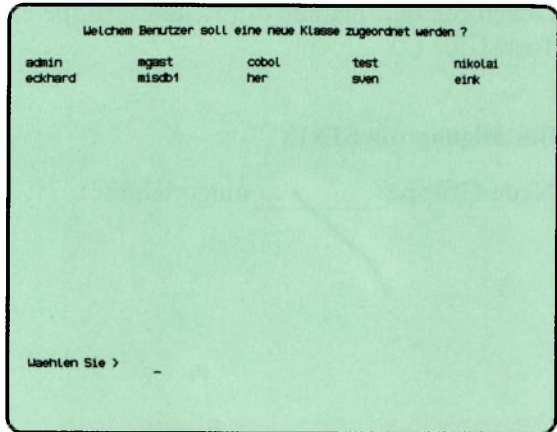 Welchem Benutzer soll eine neue Klasse zugeordnet werden ?
admin mgast cobol test nikolai
eckhard misdb1 her sven eink
Waehlen Sie > _